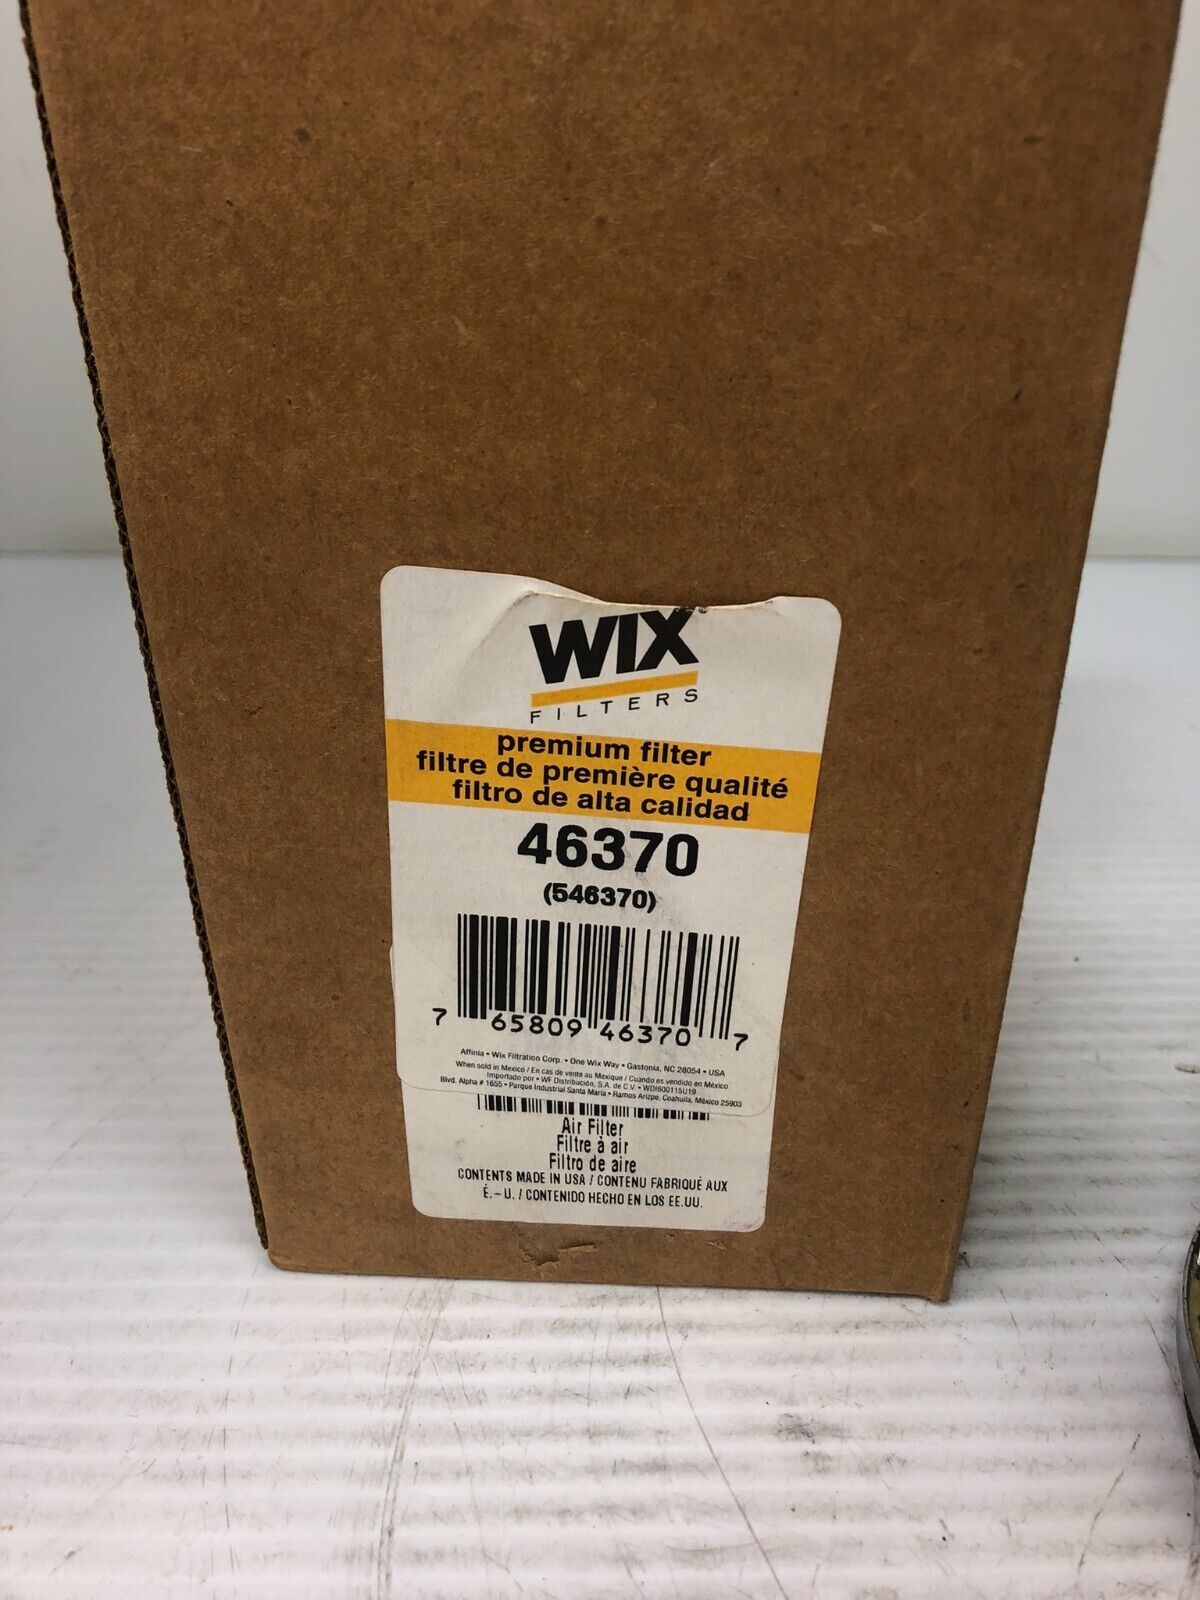 WIX
FILTERS
premium filter
filtre de première qualité
filtro de alta calidad
46370
(546370)
7 65809 46370 7
Affinia • Wix Filtration Corp. • One Wix Way • Gastonia, NC 28054 • USA
When sold in Mexico / En cas de vente au Mexique / Cuando es vendido en México
Importado por • WF Distribución, S.A. de C.V. • WDI600115U19
Blvd. Alpha # 1655 • Parque Industrial Santa María • Ramos Arizpe, Coahuila, México 25903
Air Filter
Filtre à air
Filtro de aire
CONTENTS MADE IN USA / CONTENU FABRIQUÉ AUX
É.-U. / CONTENIDO HECHO EN LOS EE.UU.